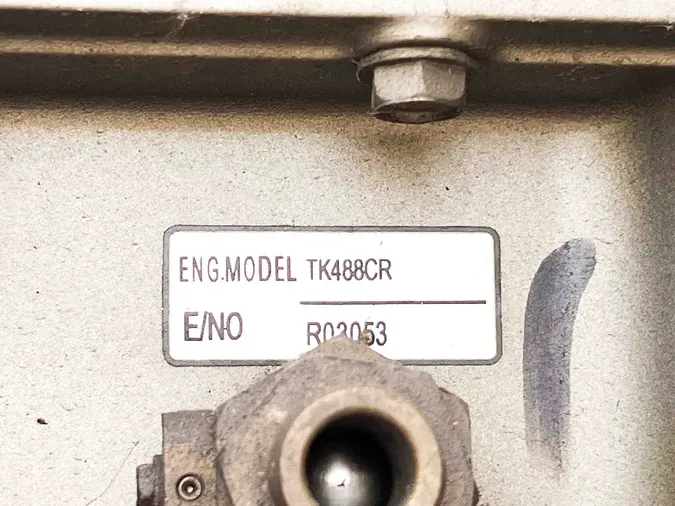 ENG.MODEL TK488CR
E/NO R03053